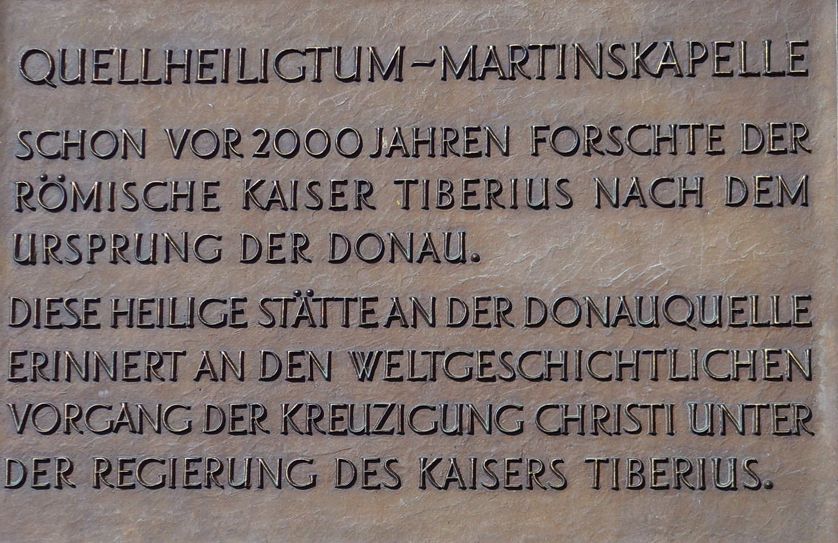 QUELLHEILIGTUM-MARTINSKAPELLE
SCHON VOR 2000 JAHREN FORSCHTE DER
RÖMISCHE KAISER TIBERIUS NACH DEM
URSPRUNG DER DONAU.
DIESE HEILIGE STÄTTE AN DER DONAUQUELLE
ERINNERT AN DEN WELTGESCHICHTLICHEN
VORGANG DER KREUZIGUNG CHRISTI UNTER
DER REGIERUNG DES KAISERS TIBERIUS.